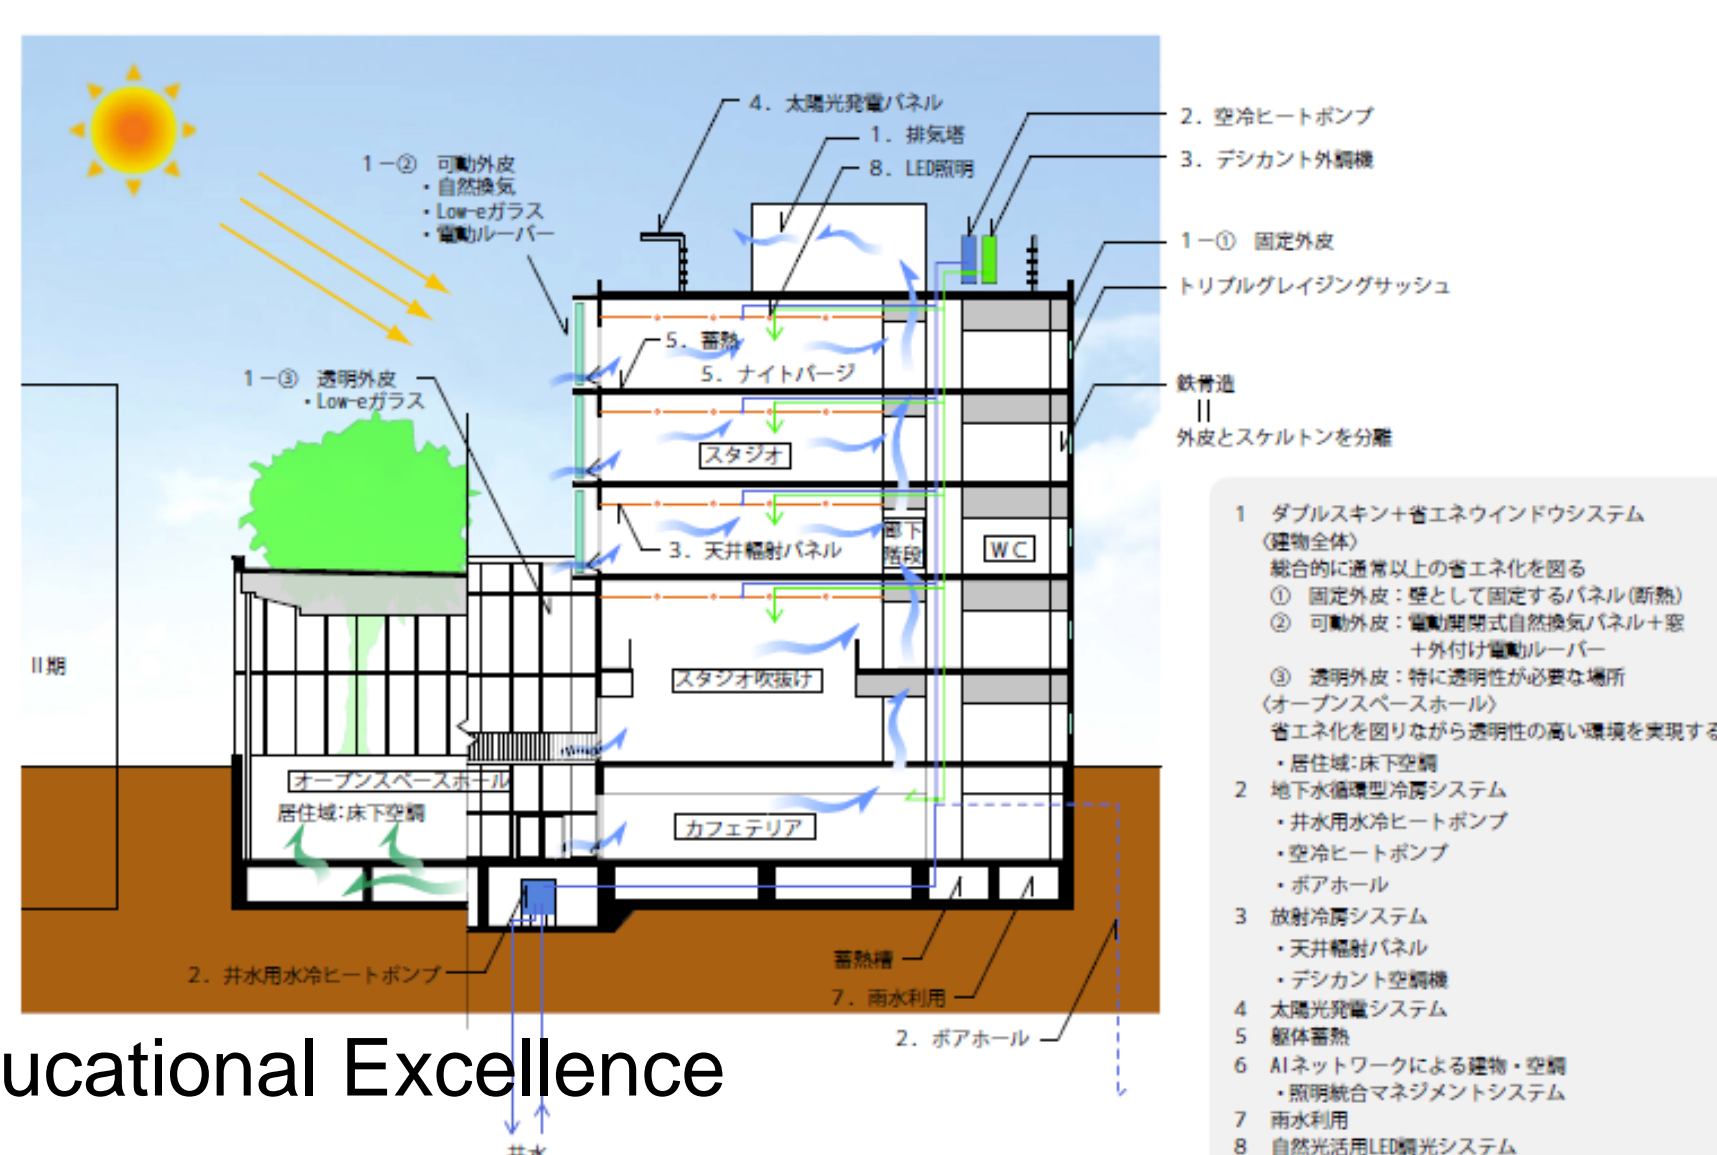 4. 太陽光発電パネル
1. 排気塔
8. LED照明
2. 空冷ヒートポンプ
3. デシカント外調機
1－② 可動外皮
・自然換気
・Low-eガラス
・電動ルーバー
1－① 固定外皮
トリプルグレイジングサッシュ
5. 蓄熱
5. ナイトパージ
1－③ 透明外皮
・Low-eガラス
鉄骨造
||
外皮とスケルトンを分離
スタジオ
3. 天井輻射パネル
廊下
階段
WC
II期
スタジオ吹抜け
オープンスペースホール
居住域:床下空調
カフェテリア
蓄熱槽
2. 井水用水冷ヒートポンプ
7. 雨水利用
2. ボアホール
ucational Excellence
井水
1 ダブルスキン＋省エネウインドウシステム
〈建物全体〉
総合的に通常以上の省エネ化を図る
① 固定外皮：壁として固定するパネル(断熱)
② 可動外皮：電動開閉式自然換気パネル＋窓
＋外付け電動ルーバー
③ 透明外皮：特に透明性が必要な場所
〈オープンスペースホール〉
省エネ化を図りながら透明性の高い環境を実現する
・居住域:床下空調
2 地下水循環型冷房システム
・井水用水冷ヒートポンプ
・空冷ヒートポンプ
・ボアホール
3 放射冷房システム
・天井輻射パネル
・デシカント空調機
4 太陽光発電システム
5 躯体蓄熱
6 AIネットワークによる建物・空調
・照明統合マネジメントシステム
7 雨水利用
8 自然光活用LED調光システム